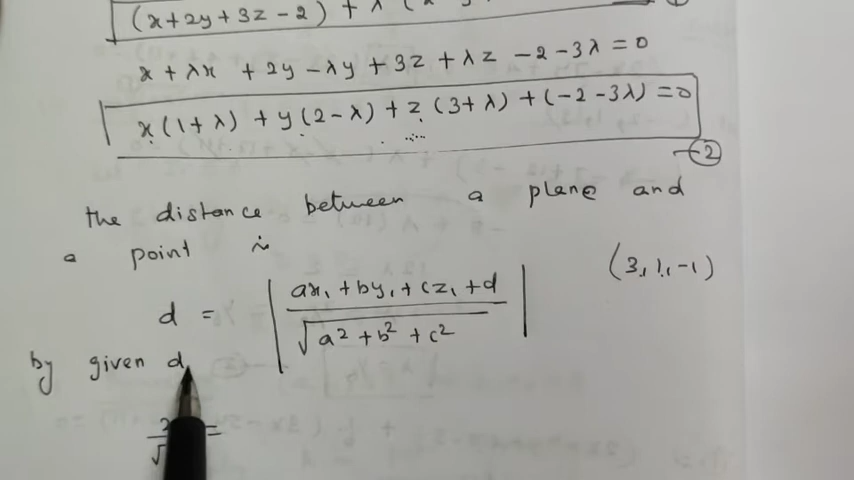 (x+2y+3z-2) + λ (
x + λx + 2y - λy + 3z + λz - 2 - 3λ = 0
x(1+λ) + y(2-λ) + z(3+λ) + (-2-3λ) = 0
2
the distance between a plane and
a point is
(3, 1, -1)
d = | ax₁ + by₁ + cz₁ + d / √a² + b² + c² |
by given d
2 / √ =